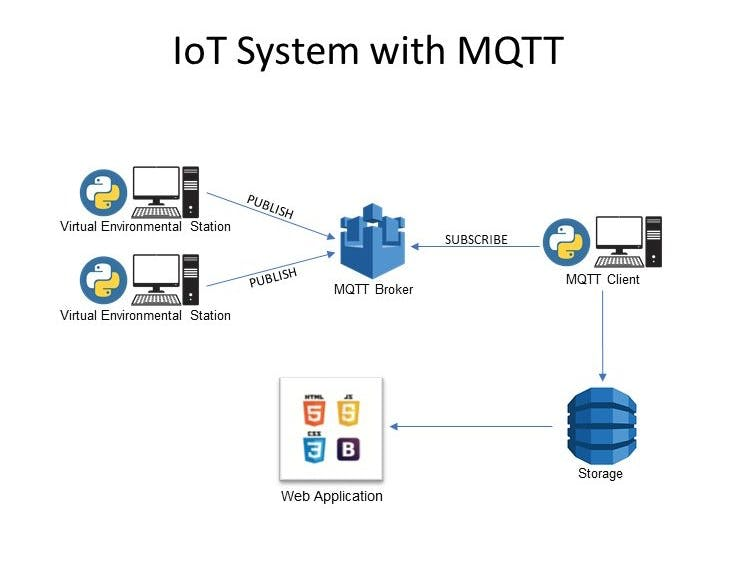 IoT System with MQTT
PUBLISH
Virtual Environmental Station
SUBSCRIBE
PUBLISH
MQTT Broker
MQTT Client
Virtual Environmental Station
HTML JS
5 5
CSS
3 B
Storage
Web Application